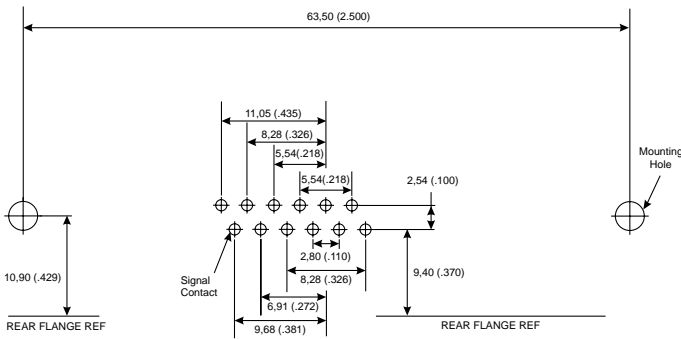 63,50 (2.500)
11,05 (.435)
8,28 (.326)
5,54(.218)
5,54(.218)
2,54 (.100)
Mounting
Hole
10,90 (.429)
Signal
Contact
2,80 (.110)
8,28 (.326)
9,40 (.370)
6,91 (.272)
9,68 (.381)
REAR FLANGE REF
REAR FLANGE REF